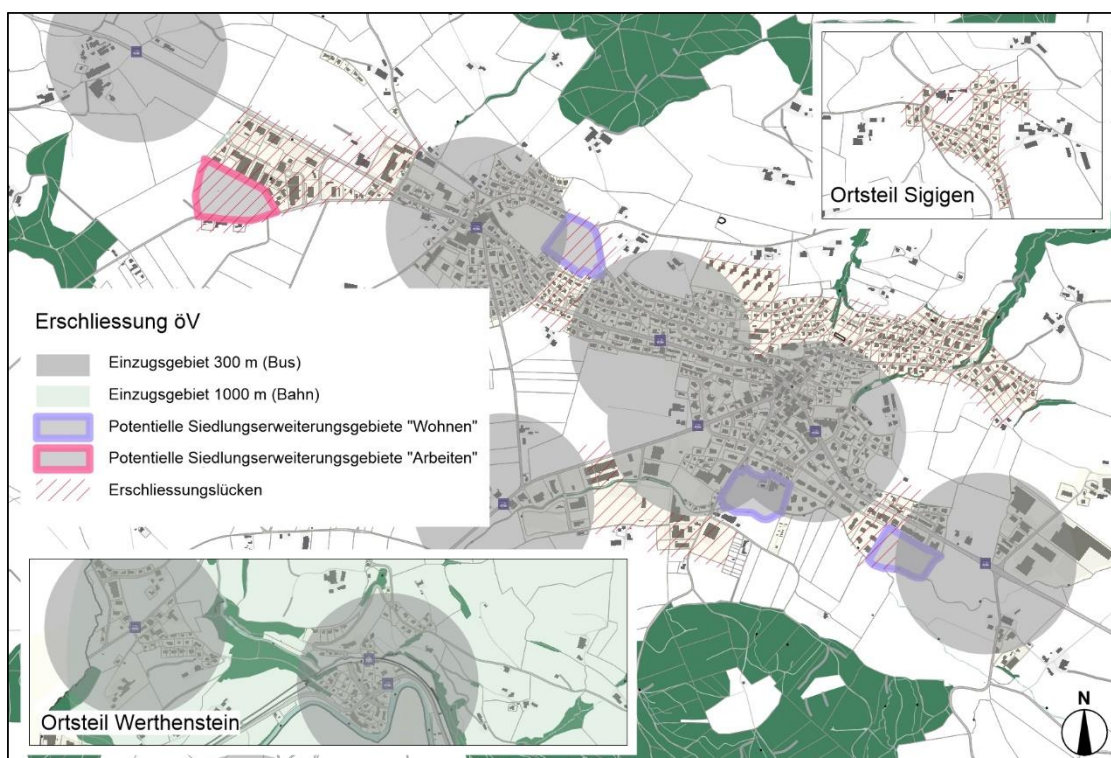 Ortsteil Sigigen
Erschliessung öV
Einzugsgebiet 300 m (Bus)
Einzugsgebiet 1000 m (Bahn)
Potentielle Siedlungserweiterungsgebiete "Wohnen"
Potentielle Siedlungserweiterungsgebiete "Arbeiten"
Erschliessungslücken
Ortsteil Werthenstein
N